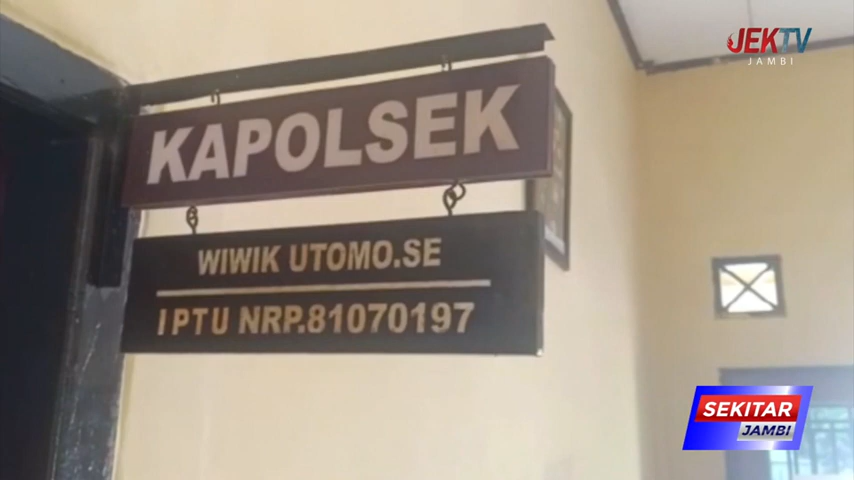 JEKTV
JAMBI
KAPOLSEK
WIWIK UTOMO.SE
IPTU NRP.81070197
SEKITAR
JAMBI